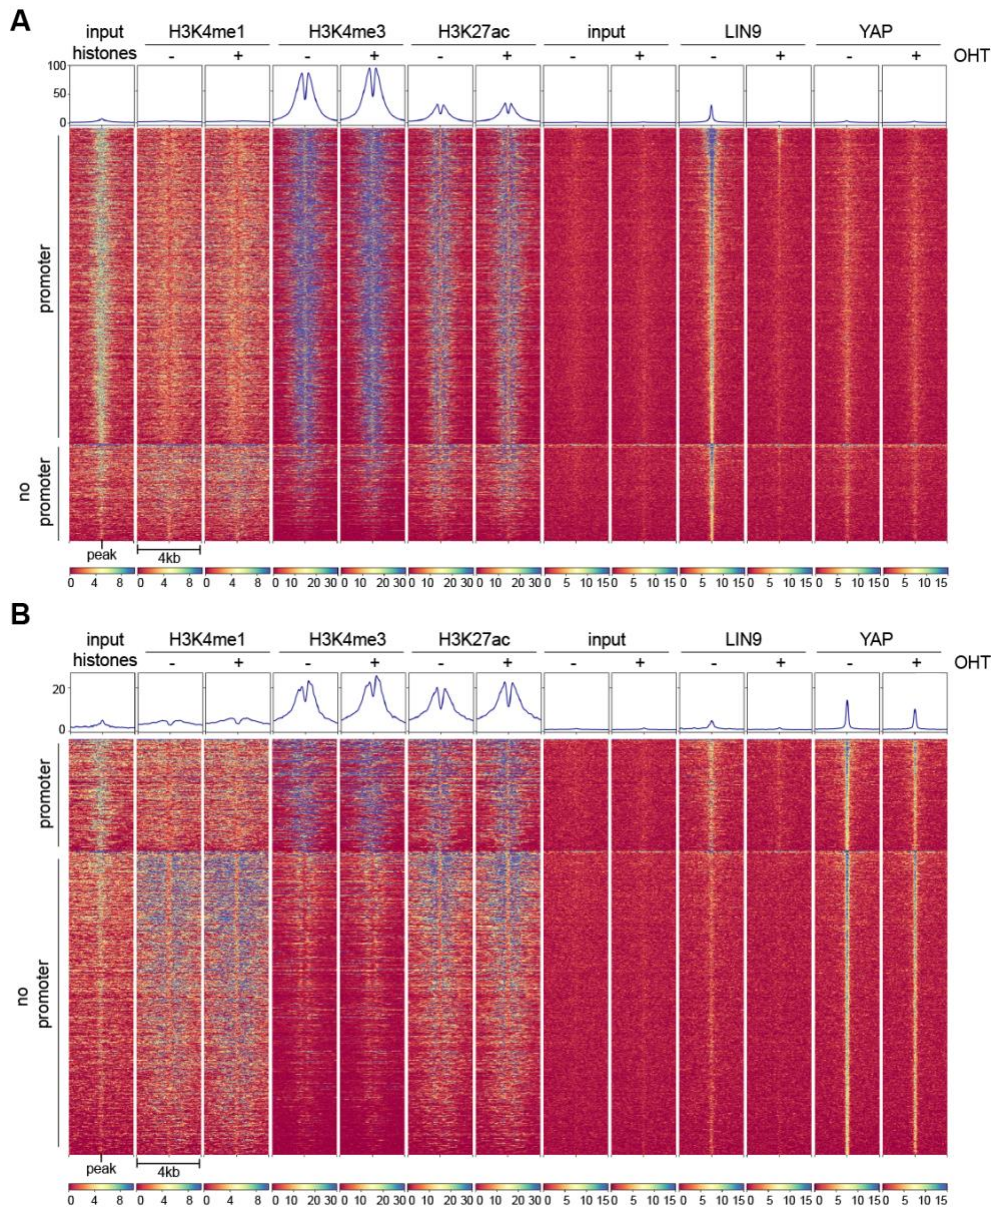 A
input H3K4me1 H3K4me3 H3K27ac input LIN9 YAP
histones - + - + - + - + - + - + OHT
100
50
0
promoter
no
promoter
peak 4kb
0 4 8 0 4 8 0 4 8 0 10 20 30 0 10 20 30 0 10 20 30 0 10 20 30 0 5 10 15 0 5 10 15 0 5 10 15 0 5 10 15 0 5 10 15 0 5 10 15
B
input H3K4me1 H3K4me3 H3K27ac input LIN9 YAP
histones - + - + - + - + - + - + OHT
20
0
promoter
no
promoter
peak 4kb
0 4 8 0 4 8 0 4 8 0 10 20 30 0 10 20 30 0 10 20 30 0 10 20 30 0 5 10 15 0 5 10 15 0 5 10 15 0 5 10 15 0 5 10 15 0 5 10 15